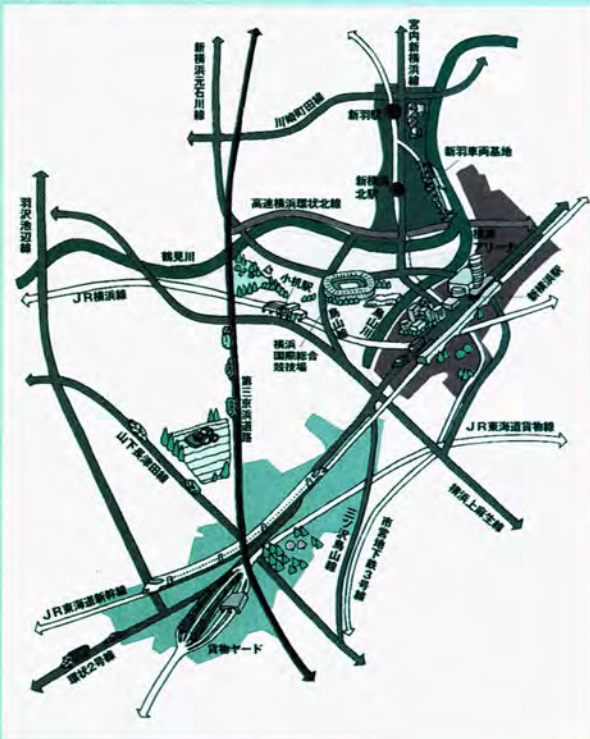 宮内新横浜線
新横浜元石川線
川崎町田線
新羽駅
新羽車両基地
新横浜
北駅
羽沢池辺線
高速横浜環状北線
横浜
アリーナ
鶴見川
小机駅
新横浜駅
JR横浜線
鳥山川
横浜
国際総合
競技場
第三京浜道路
山下長津田線
JR東海道貨物線
横浜上麻生線
三ツ沢鳥山線
市営地下鉄3号線
JR東海道新幹線
貨物ヤード
環状2号線